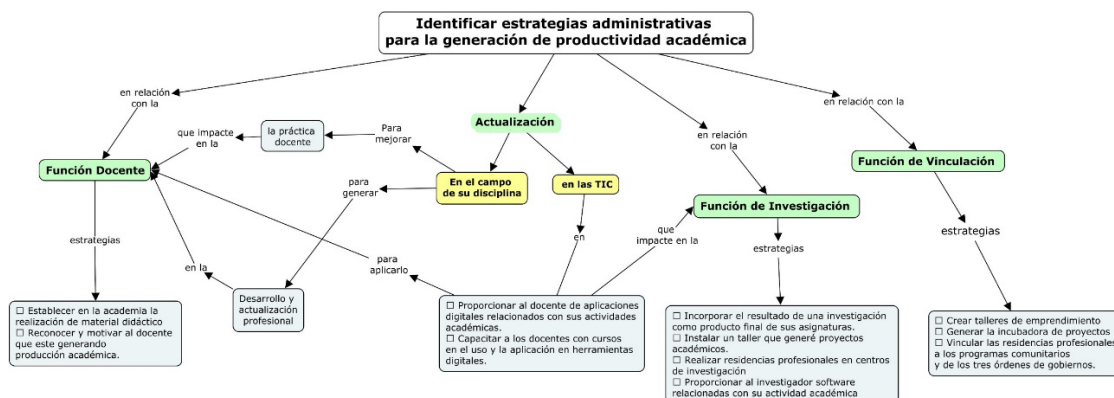 Identificar estrategias administrativas
para la generación de productividad académica
en relación
con la
Función Docente
estrategias
☐ Establecer en la academia la
realización de material didáctico
☐ Reconocer y motivar al docente
que este generando
producción académica.
que impacte
en la
la práctica
docente
Para
mejorar
Actualización
En el campo
de su disciplina
en las TIC
para
generar
en la
Desarrollo y
actualización
profesional
para
aplicarlo
en
☐ Proporcionar al docente de aplicaciones
digitales relacionados con sus actividades
académicas.
☐ Capacitar a los docentes con cursos
en el uso y la aplicación en herramientas
digitales.
que
impacte en la
en relación
con la
Función de Investigación
estrategias
☐ Incorporar el resultado de una investigación
como producto final de sus asignaturas.
☐ Instalar un taller que generé proyectos
académicos.
☐ Realizar residencias profesionales en centros
de investigación
☐ Proporcionar al investigador software
relacionadas con su actividad académica
en relación con la
Función de Vinculación
estrategias
☐ Crear talleres de emprendimiento
☐ Generar la incubadora de proyectos
☐ Vincular las residencias profesionales
a los programas comunitarios
y de los tres órdenes de gobiernos.